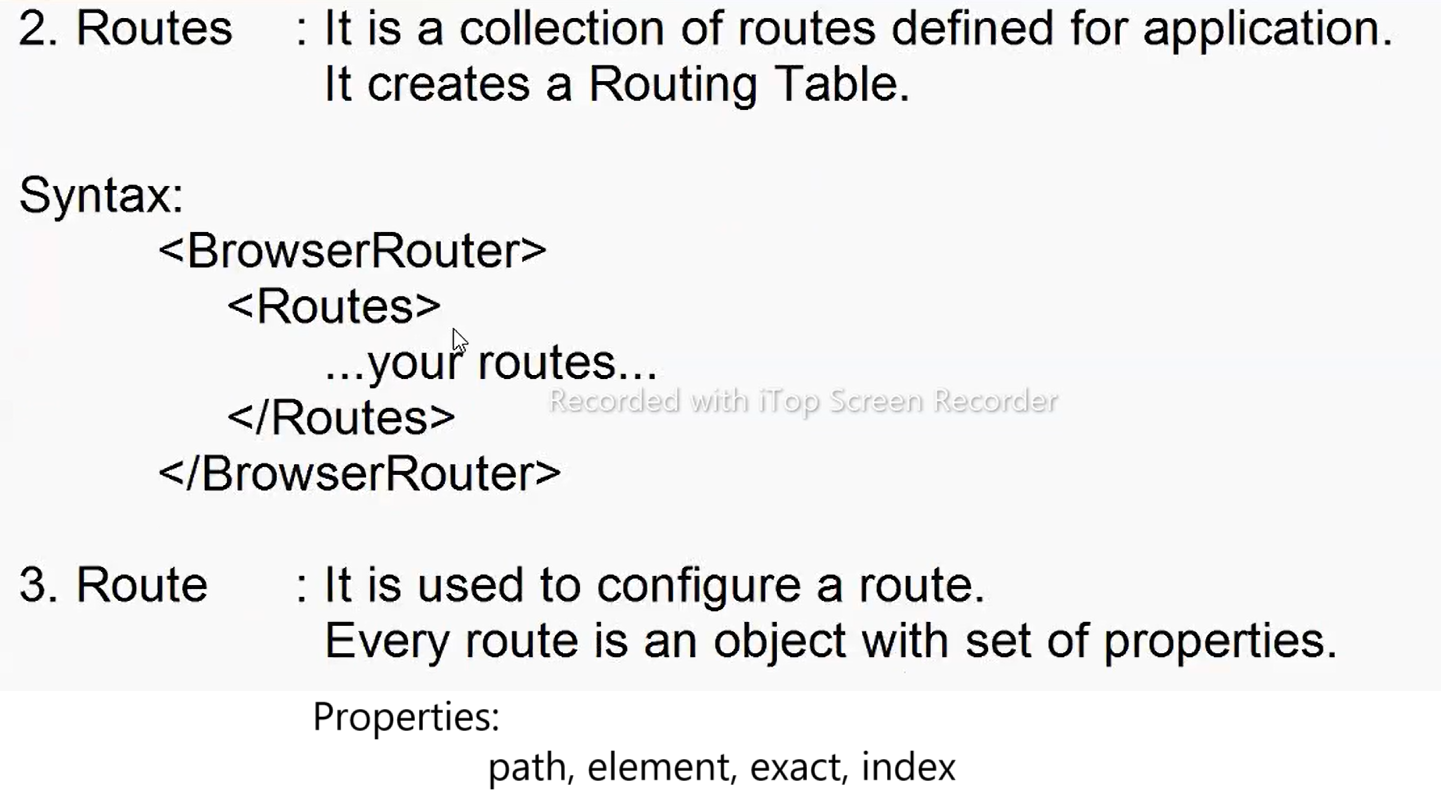 2. Routes : It is a collection of routes defined for application.
It creates a Routing Table.
Syntax:
<BrowserRouter>
<Routes>
...your routes...
Recorded with iTop Screen Recorder
</Routes>
</BrowserRouter>
3. Route : It is used to configure a route.
Every route is an object with set of properties.
Properties:
path, element, exact, index